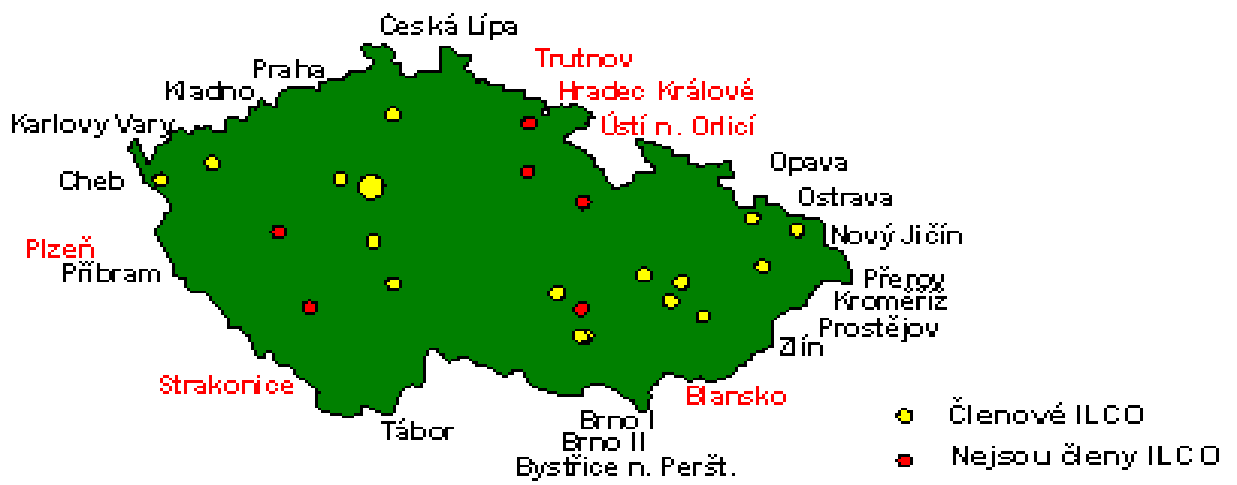 Česká Lípa
Trutnov
Praha
Hradec Králové
Kladno
Ústí n. Orlicí
Karlovy Vary
Opava
Cheb
Ostrava
Nový Jičín
Plzeň
Příbram
Přerov
Kroměříž
Prostějov
Zlín
Strakonice
Blansko
Tábor
Brno I
Brno II
Bystřice n. Peršt.
Členové ILCO
Nejsou členy ILCO